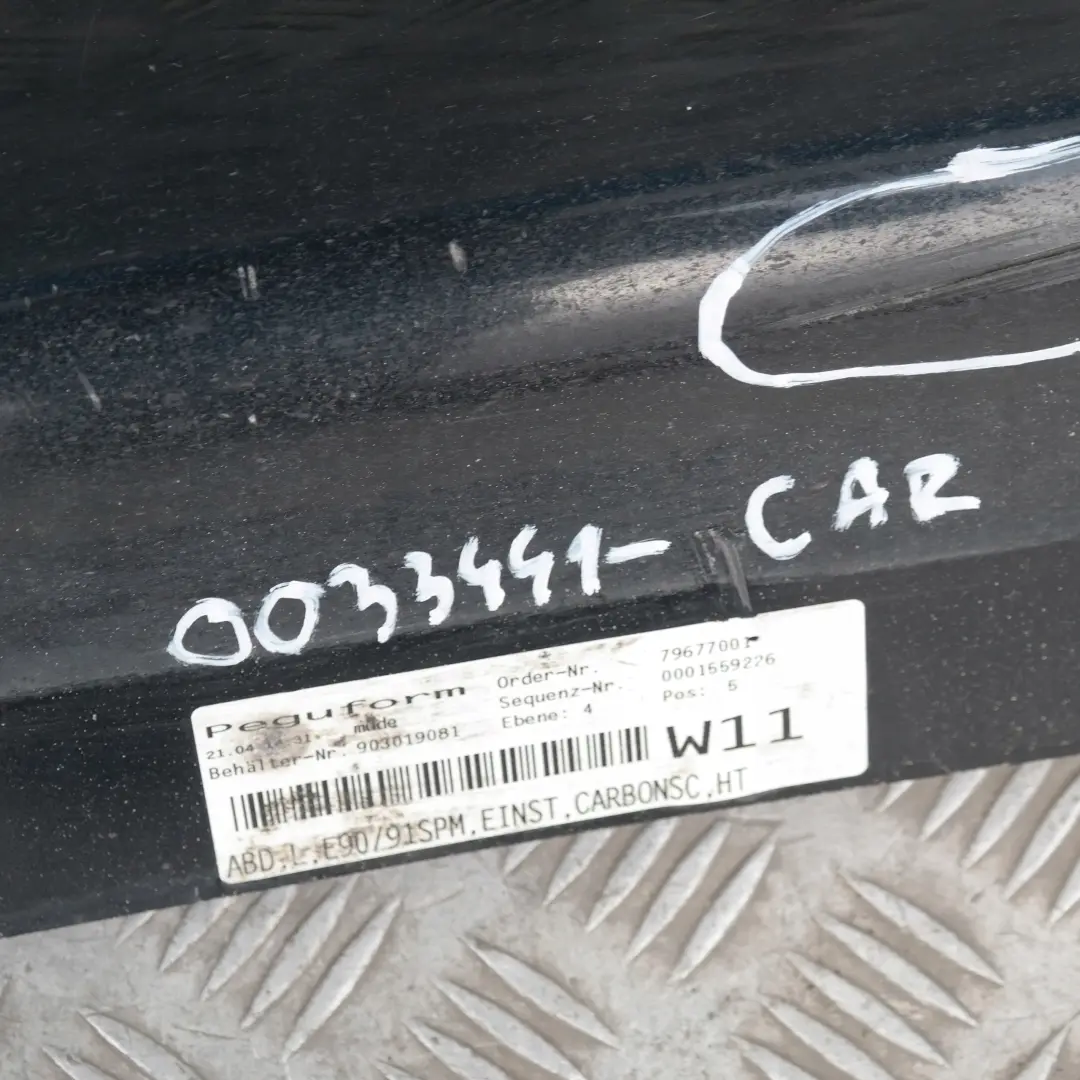 0033441- CAR
Peguform Order-Nr. 79677001
Sequenz-Nr. 0001559226
Ebene: 4 Pos: 5
Behälter-Nr. 903019081
W11
ABD,L,E90/91SPM,EINST,CARBONSC,HT